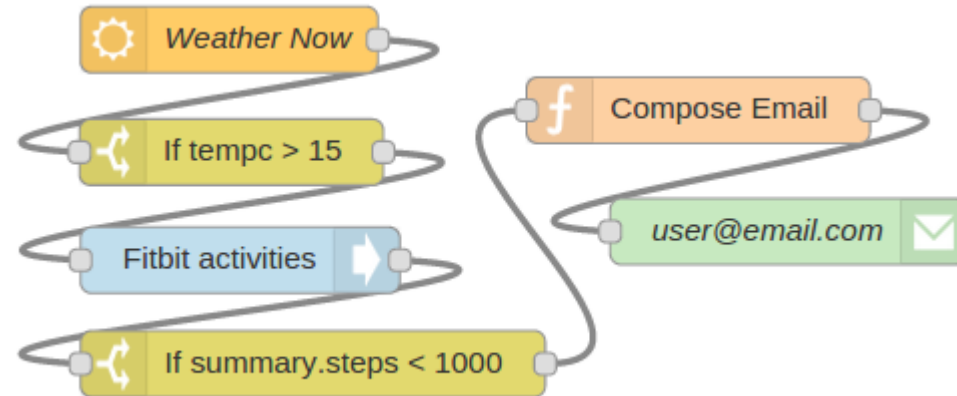 Weather Now
If tempc > 15
Fitbit activities
If summary.steps < 1000
Compose Email
user@email.com